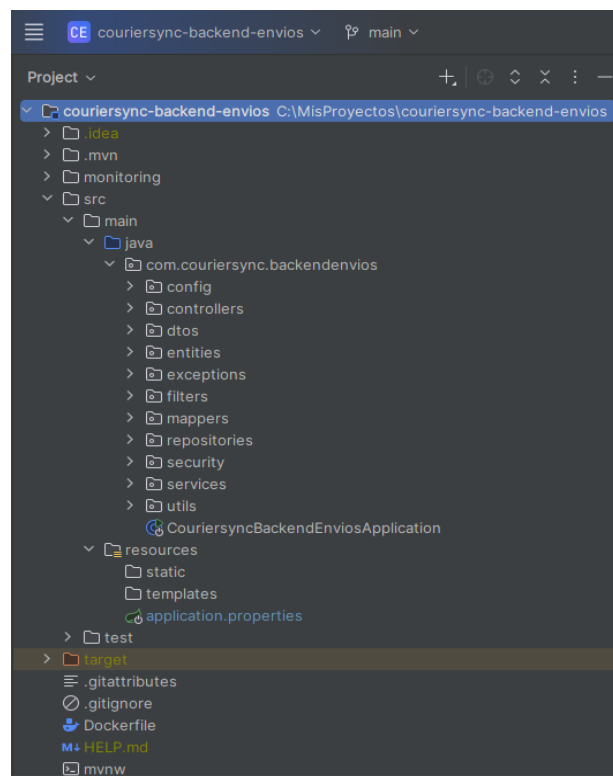 CE couriersync-backend-envios main
Project
couriersync-backend-envios C:\MisProyectos\couriersync-backend-envios
.idea
.mvn
monitoring
src
main
java
com.couriersync.backendenvios
config
controllers
dtos
entities
exceptions
filters
mappers
repositories
security
services
utils
CouriersyncBackendEnviosApplication
resources
static
templates
application.properties
test
target
.gitattributes
.gitignore
Dockerfile
M↓ HELP.md
mvnw